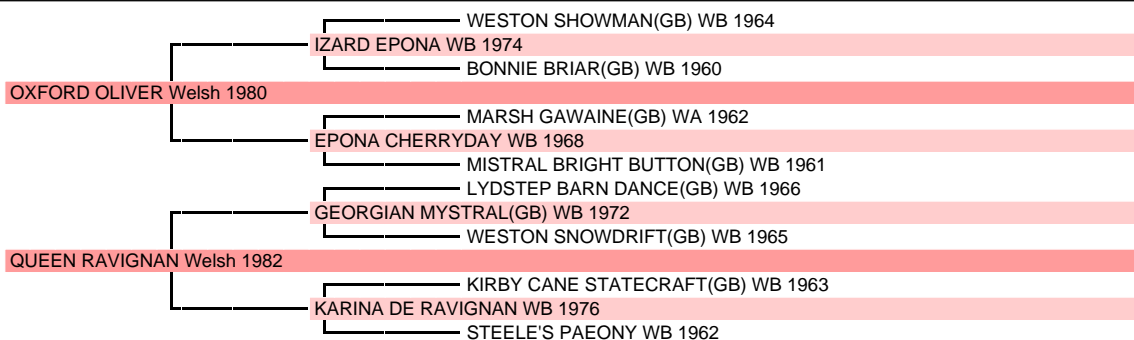 WESTON SHOWMAN(GB) WB 1964
IZARD EPONA WB 1974
BONNIE BRIAR(GB) WB 1960
OXFORD OLIVER Welsh 1980
MARSH GAWAINE(GB) WA 1962
EPONA CHERRYDAY WB 1968
MISTRAL BRIGHT BUTTON(GB) WB 1961
LYDSTEP BARN DANCE(GB) WB 1966
GEORGIAN MYSTRAL(GB) WB 1972
WESTON SNOWDRIFT(GB) WB 1965
QUEEN RAVIGNAN Welsh 1982
KIRBY CANE STATECRAFT(GB) WB 1963
KARINA DE RAVIGNAN WB 1976
STEELE'S PAEONY WB 1962